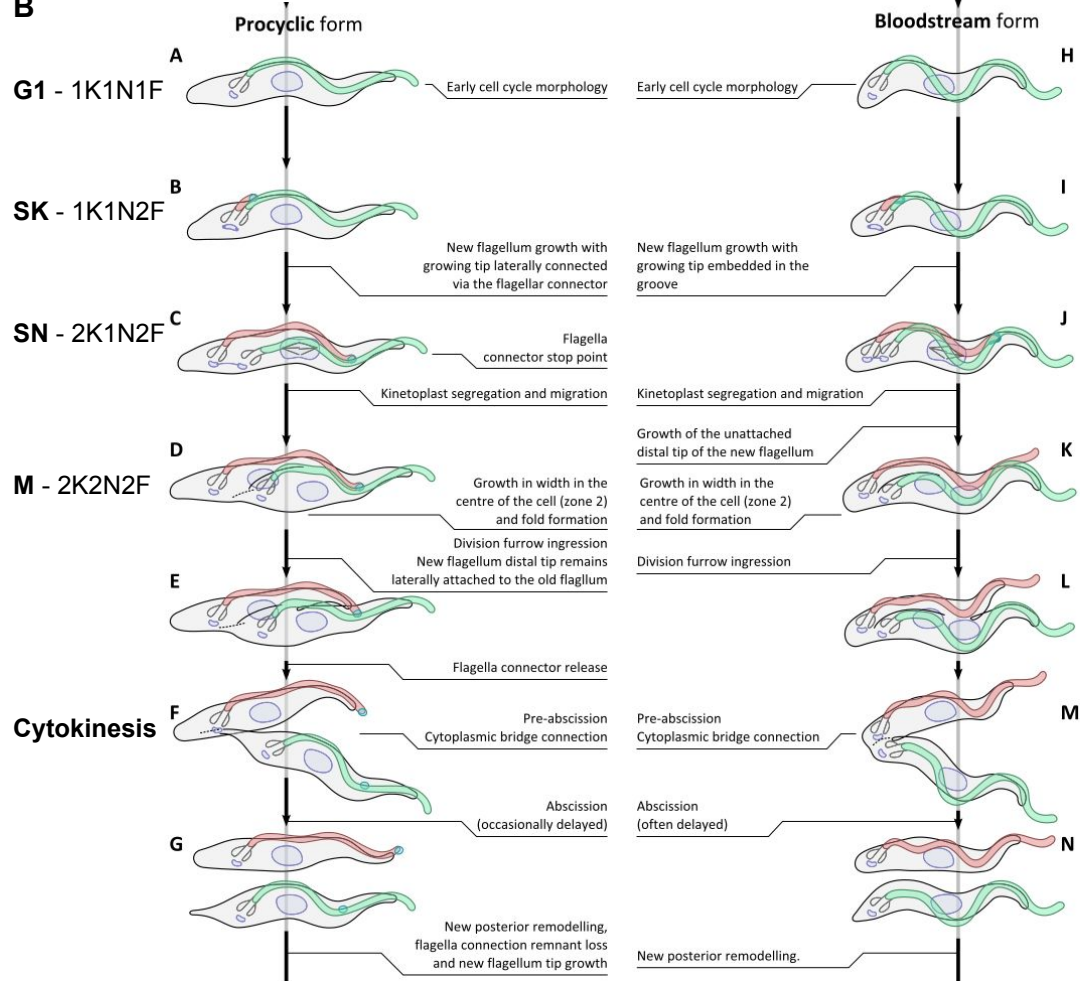 B
Procyclic form
Bloodstream form
A
H
G1 - 1K1N1F
Early cell cycle morphology
Early cell cycle morphology
B
I
SK - 1K1N2F
New flagellum growth with
growing tip laterally connected
via the flagellar connector
New flagellum growth with
growing tip embedded in the
groove
C
J
SN - 2K1N2F
Flagella
connector stop point
Kinetoplast segregation and migration
Kinetoplast segregation and migration
Growth of the unattached
distal tip of the new flagellum
D
K
M - 2K2N2F
Growth in width in the
centre of the cell (zone 2)
and fold formation
Growth in width in the
centre of the cell (zone 2)
and fold formation
Division furrow ingression
New flagellum distal tip remains
laterally attached to the old flagllum
Division furrow ingression
E
L
Flagella connector release
Cytokinesis
F
M
Pre-abscission
Cytoplasmic bridge connection
Pre-abscission
Cytoplasmic bridge connection
Abscission
(occasionally delayed)
Abscission
(often delayed)
G
N
New posterior remodelling,
flagella connection remnant loss
and new flagellum tip growth
New posterior remodelling.